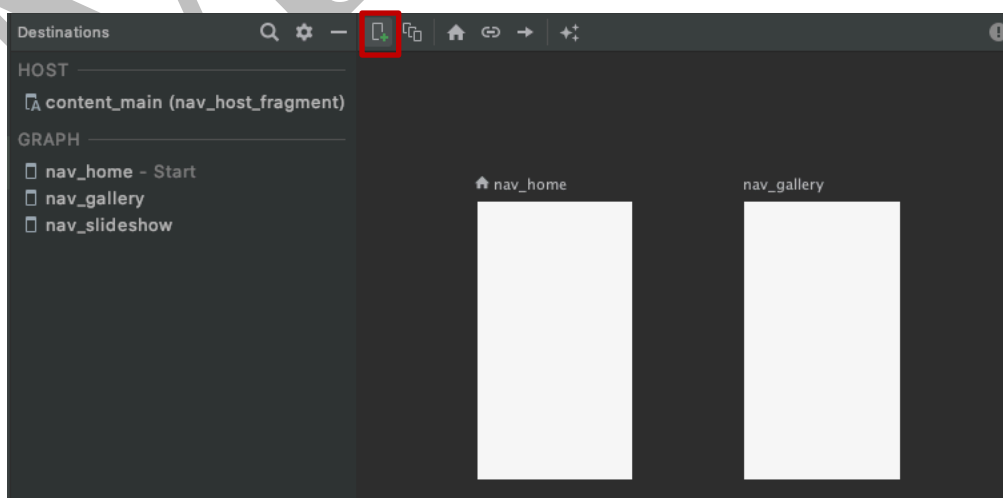 Destinations
HOST
content_main (nav_host_fragment)
GRAPH
nav_home - Start
nav_gallery
nav_slideshow
nav_home
nav_gallery